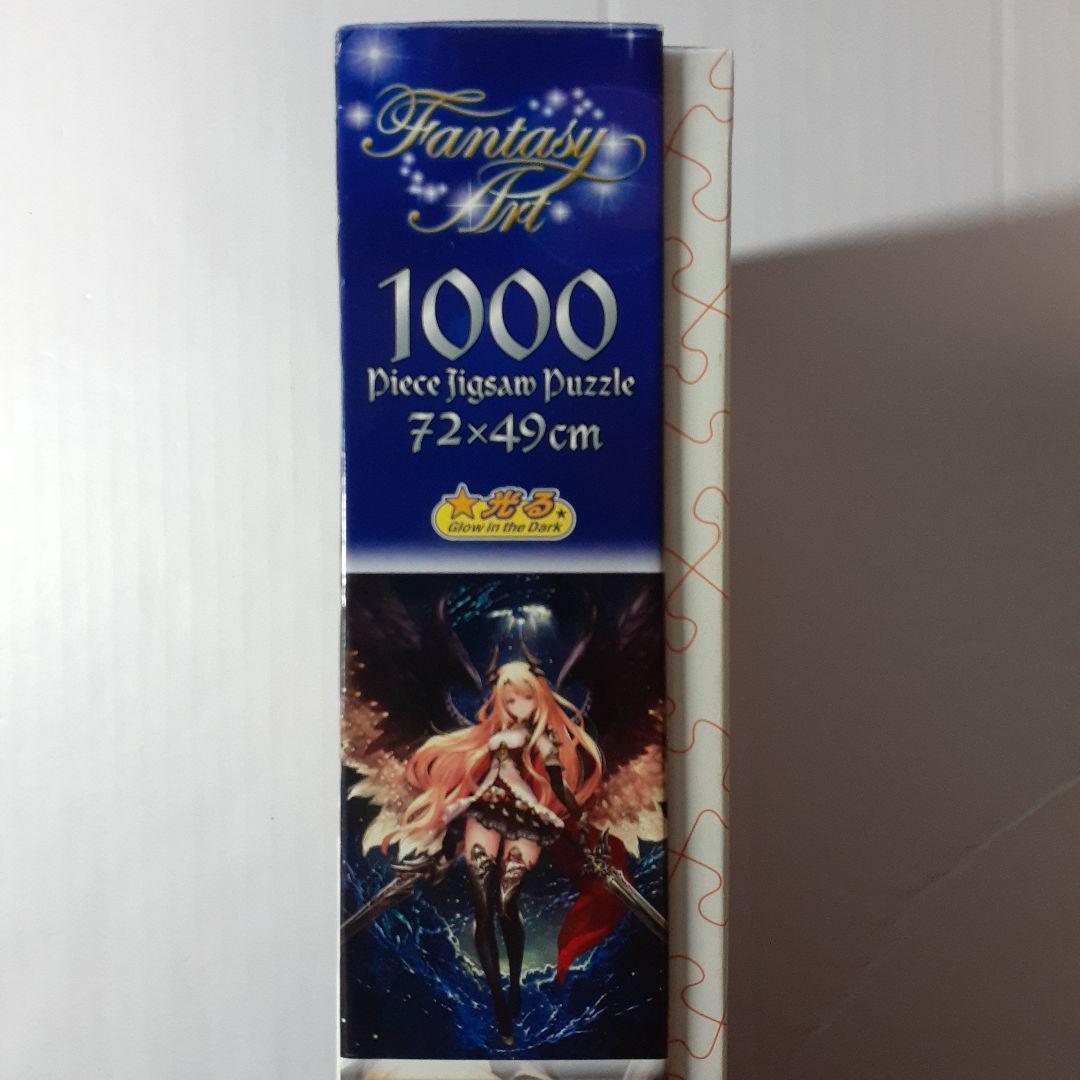 Fantasy
Art
1000
Piece Jigsaw Puzzle
72×49cm
光る
Glow in the Dark